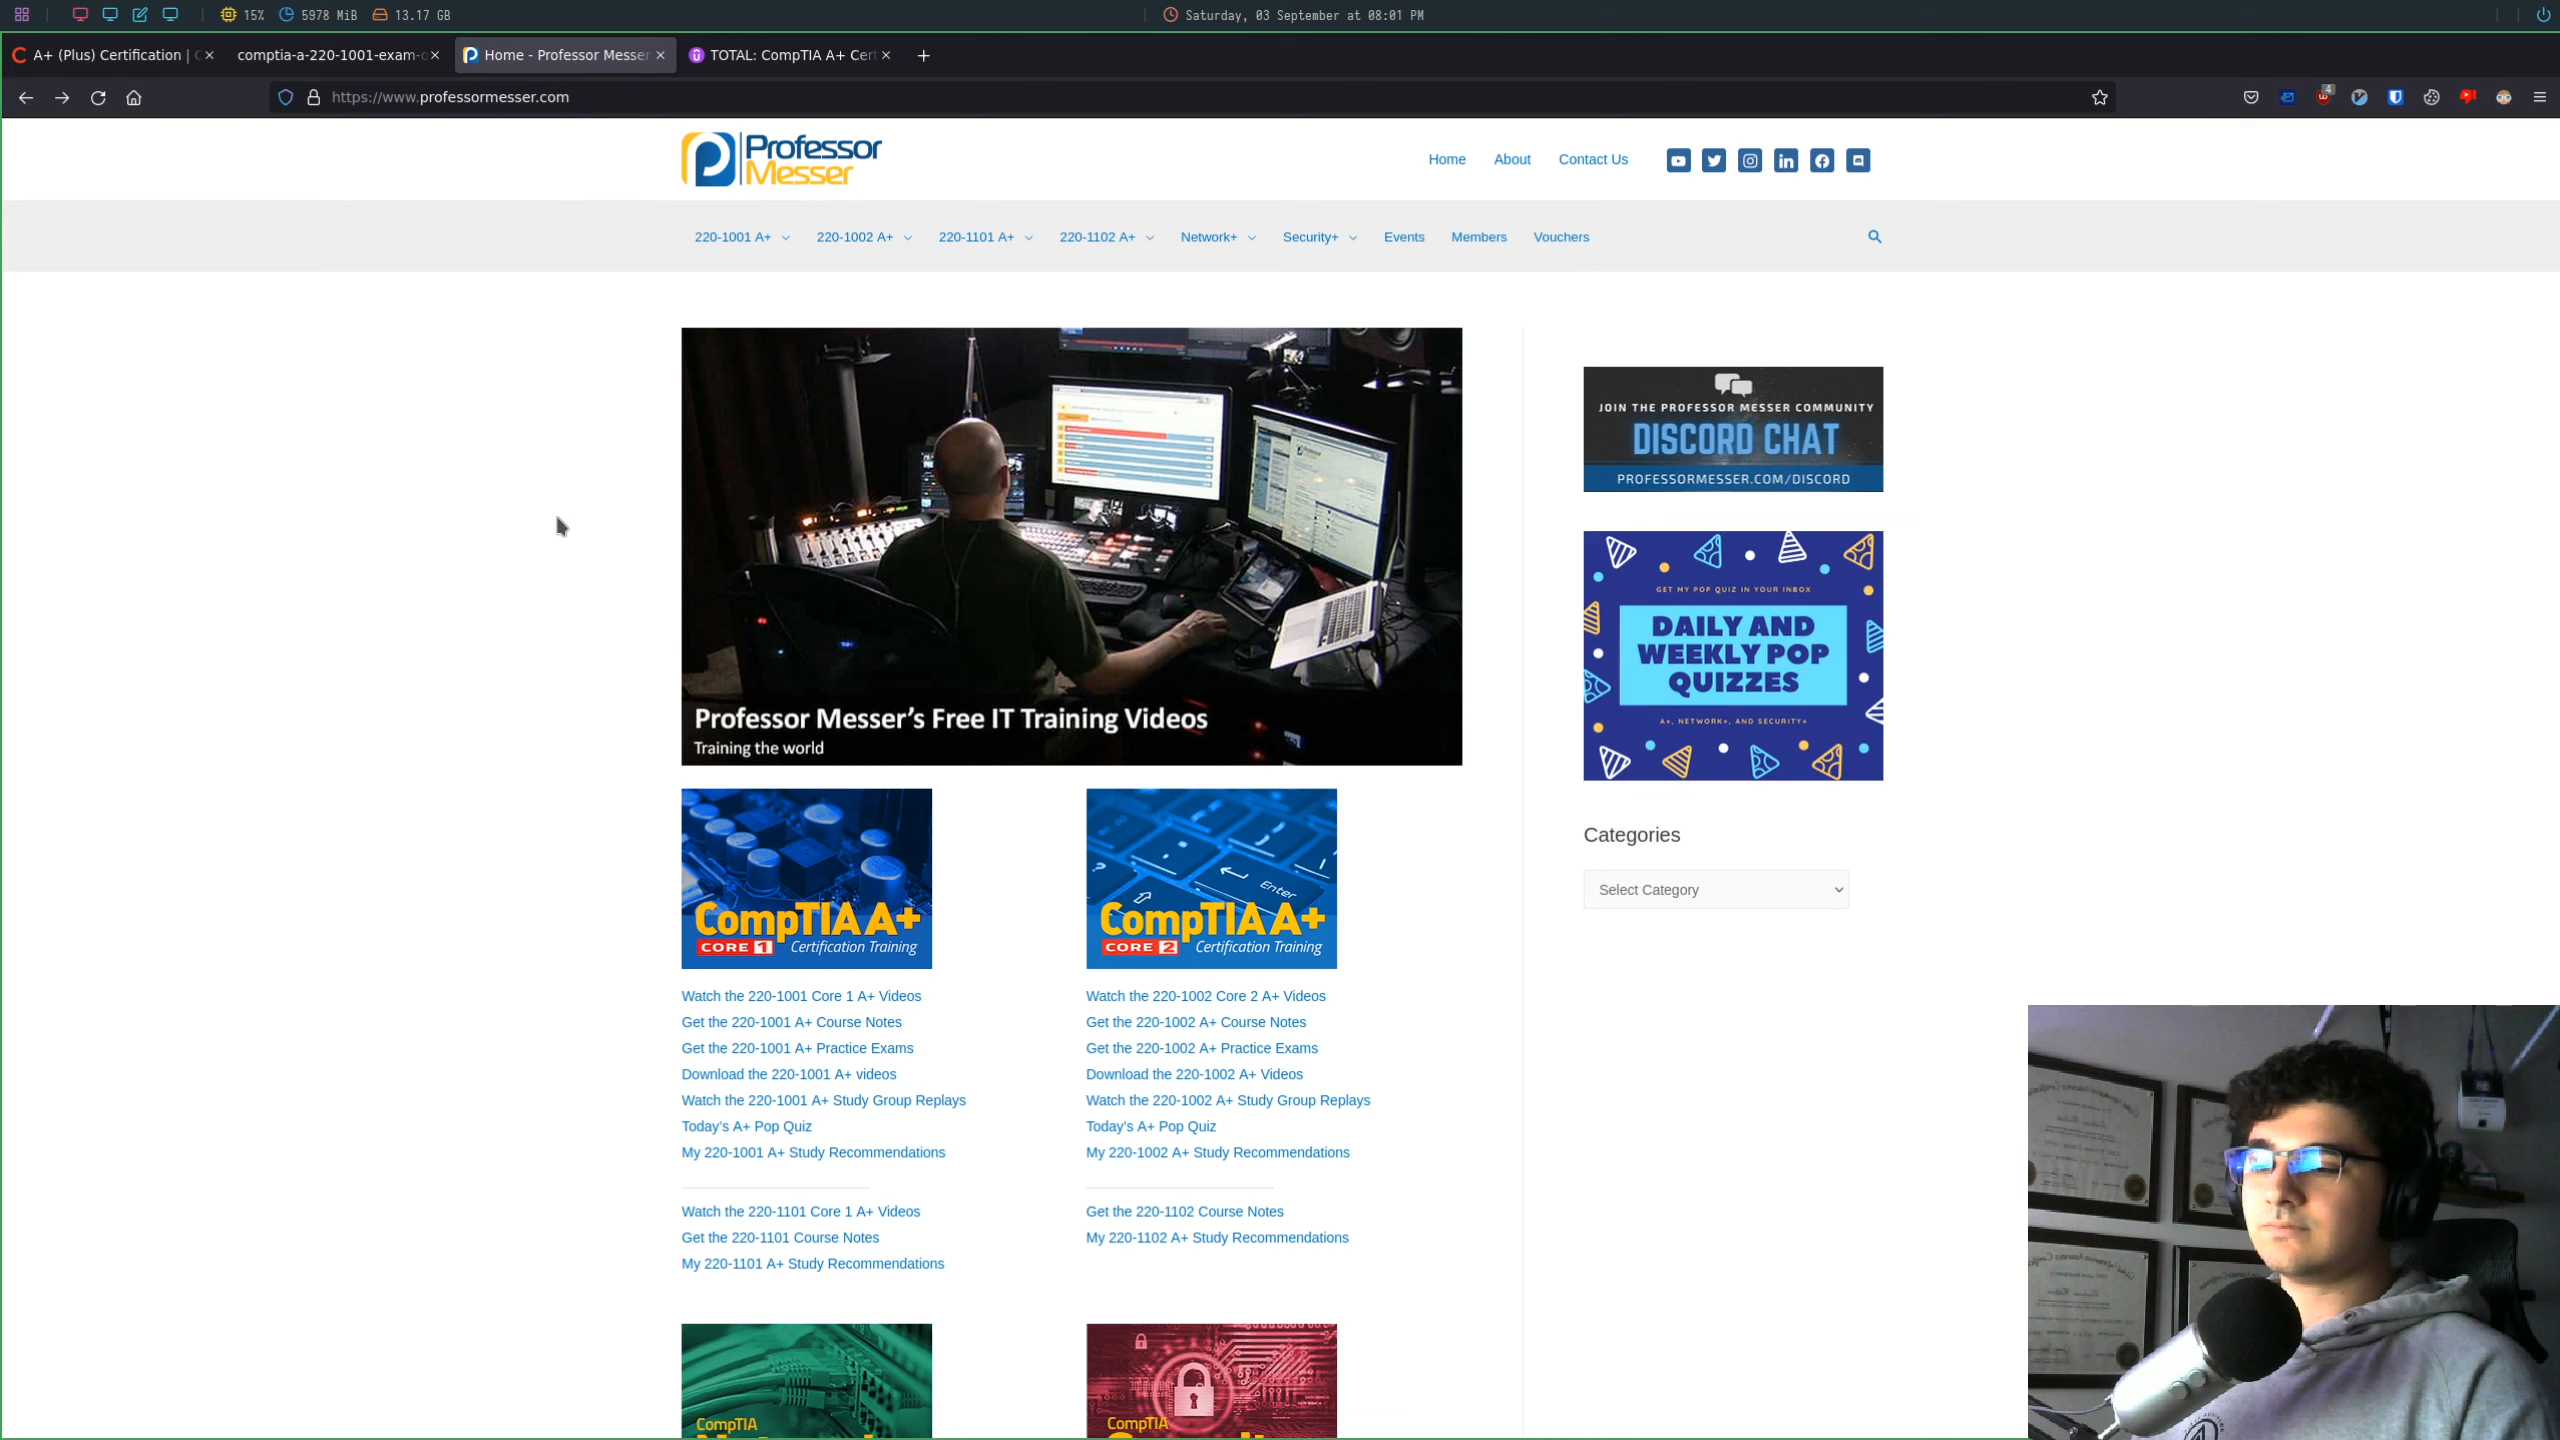 15%
5978 MiB
13.17 GB
Saturday, 03 September at 08:01 PM
A+ (Plus) Certification |
comptia-a-220-1001-exam-
Home - Professor Messer
TOTAL: CompTIA A+ Cert
https://www.professormesser.com
4
Professor
Messer
Home
About
Contact Us
220-1001 A+
220-1002 A+
220-1101 A+
220-1102 A+
Network+
Security+
Events
Members
Vouchers
Professor Messer's Free IT Training Videos
Training the world
JOIN THE PROFESSOR MESSER COMMUNITY
DISCORD CHAT
PROFESSORMESSER.COM/DISCORD
GET MY POP QUIZ IN YOUR INBOX
DAILY AND
WEEKLY POP
QUIZZES
A+, NETWORK+, AND SECURITY+
Categories
Select Category
CompTIA A+
CORE 1 Certification Training
Enter
CompTIA A+
CORE 2 Certification Training
Watch the 220-1001 Core 1 A+ Videos
Get the 220-1001 A+ Course Notes
Get the 220-1001 A+ Practice Exams
Download the 220-1001 A+ videos
Watch the 220-1001 A+ Study Group Replays
Today's A+ Pop Quiz
My 220-1001 A+ Study Recommendations
Watch the 220-1101 Core 1 A+ Videos
Get the 220-1101 Course Notes
My 220-1101 A+ Study Recommendations
Watch the 220-1002 Core 2 A+ Videos
Get the 220-1002 A+ Course Notes
Get the 220-1002 A+ Practice Exams
Download the 220-1002 A+ Videos
Watch the 220-1002 A+ Study Group Replays
Today's A+ Pop Quiz
My 220-1002 A+ Study Recommendations
Get the 220-1102 Course Notes
My 220-1102 A+ Study Recommendations
CompTIA
CompTIA